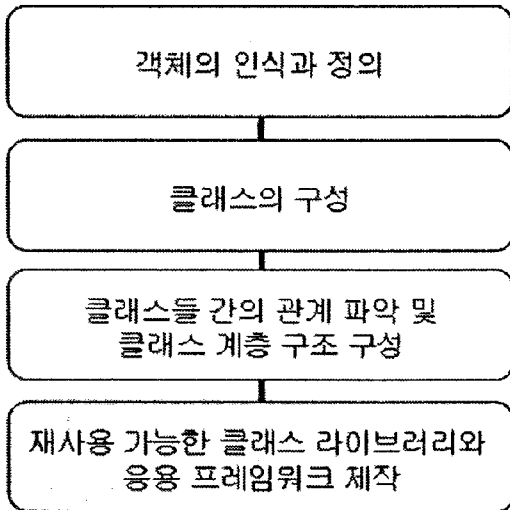 객체의 인식과 정의
클래스의 구성
클래스들 간의 관계 파악 및
클래스 계층 구조 구성
재사용 가능한 클래스 라이브러리와
응용 프레임워크 제작